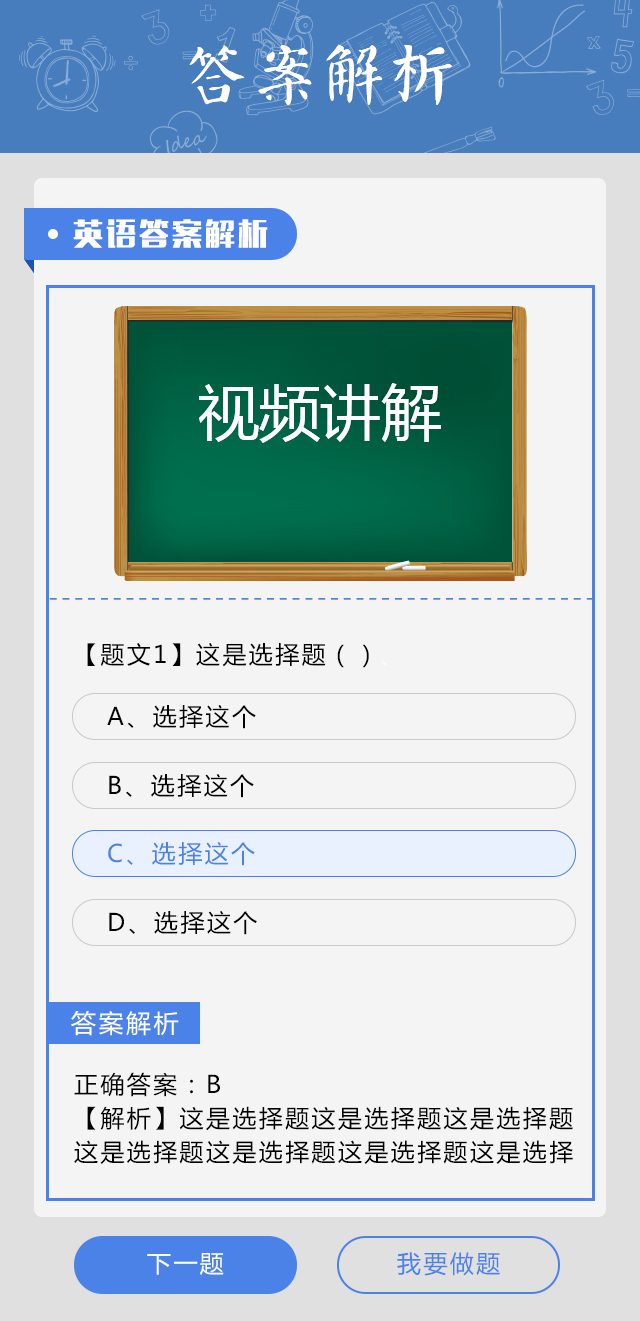 答案解析
Idea
• 英语答案解析
视频讲解
【题文1】这是选择题（ ）
A、选择这个
B、选择这个
C、选择这个
D、选择这个
答案解析
正确答案：B
【解析】这是选择题这是选择题这是选择题
这是选择题这是选择题这是选择题这是选择
下一题
我要做题